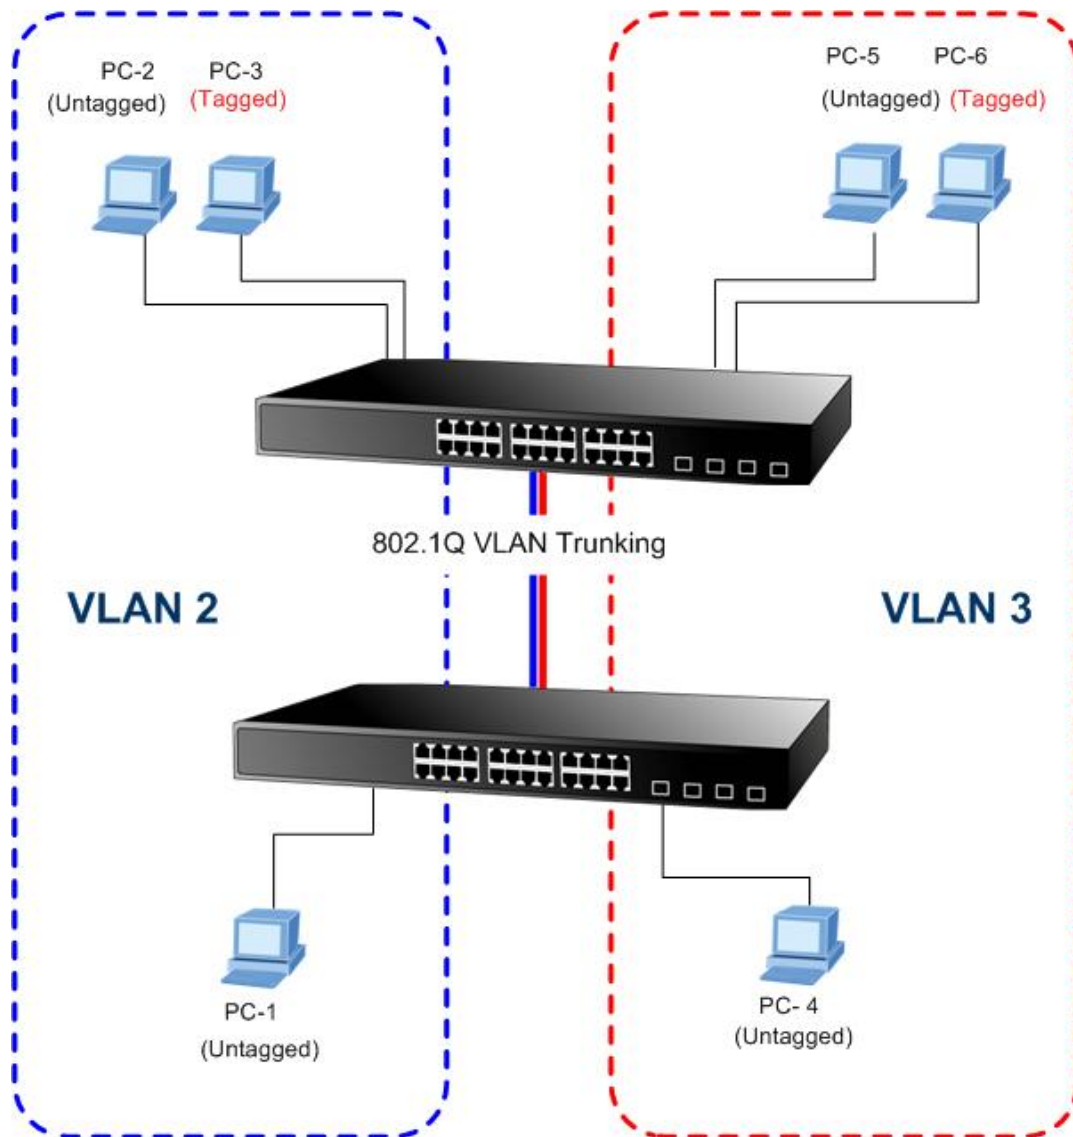 PC-2
PC-3
(Untagged)
(Tagged)
PC-5
PC-6
(Untagged)
(Tagged)
802.1Q VLAN Trunking
VLAN 2
VLAN 3
PC-1
(Untagged)
PC- 4
(Untagged)